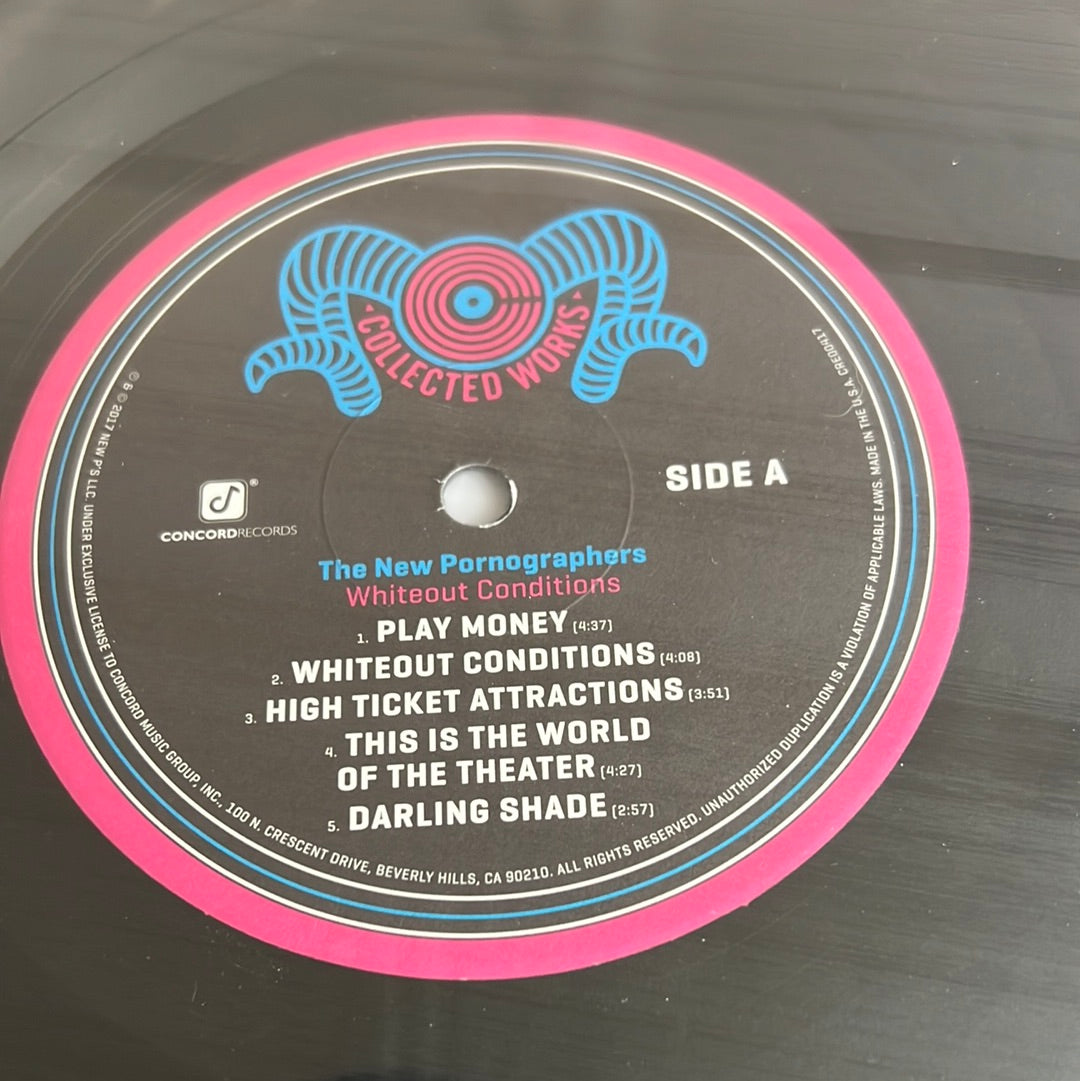 COLLECTED WORKS
SIDE A
CONCORDRECORDS ®
The New Pornographers
Whiteout Conditions
1. PLAY MONEY (4:37)
2. WHITEOUT CONDITIONS (4:08)
3. HIGH TICKET ATTRACTIONS (3:51)
4. THIS IS THE WORLD
OF THE THEATER (4:27)
5. DARLING SHADE (2:57)
℗ © 2017 NEW P'S LLC. UNDER EXCLUSIVE LICENSE TO CONCORD MUSIC GROUP, INC., 100 N. CRESCENT DRIVE, BEVERLY HILLS, CA 90210. ALL RIGHTS RESERVED. UNAUTHORIZED DUPLICATION IS A VIOLATION OF APPLICABLE LAWS. MADE IN THE U.S.A. CRE00417